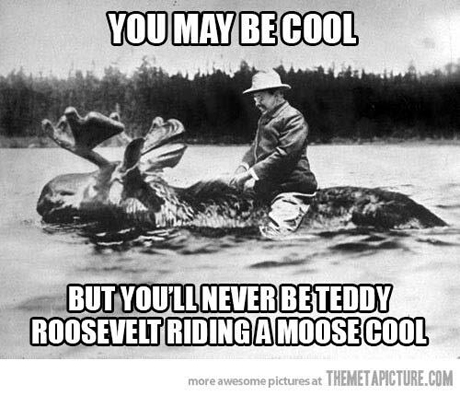 YOU MAY BE COOL
BUT YOU'LL NEVER BE TEDDY
ROOSEVELT RIDING A MOOSE COOL
more awesome pictures at THEMETAPICTURE.COM